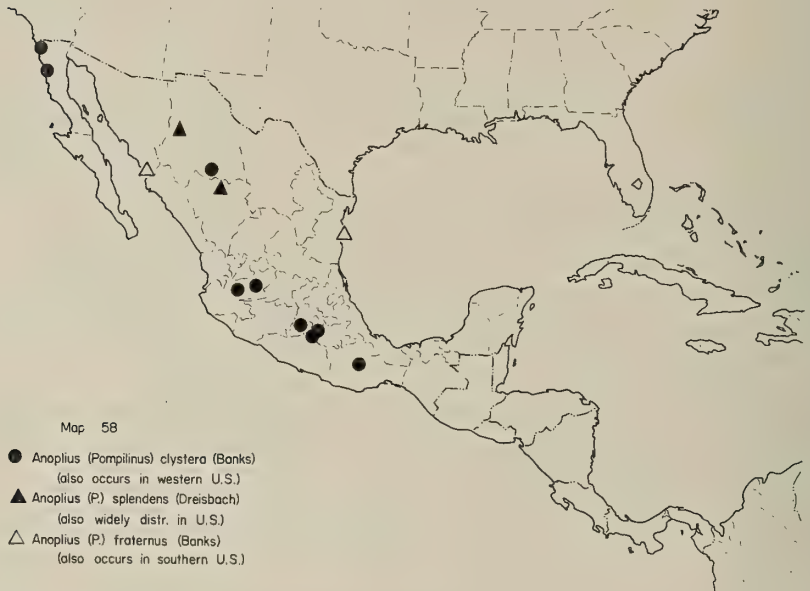 Map 58
● Anoplius (Pompilinus) clystera (Banks)
(also occurs in western U.S.)
▲ Anoplius (P.) splendens (Dreisbach)
(also widely distr. in U.S.)
△ Anoplius (P.) fraternus (Banks)
(also occurs in southern U.S.)